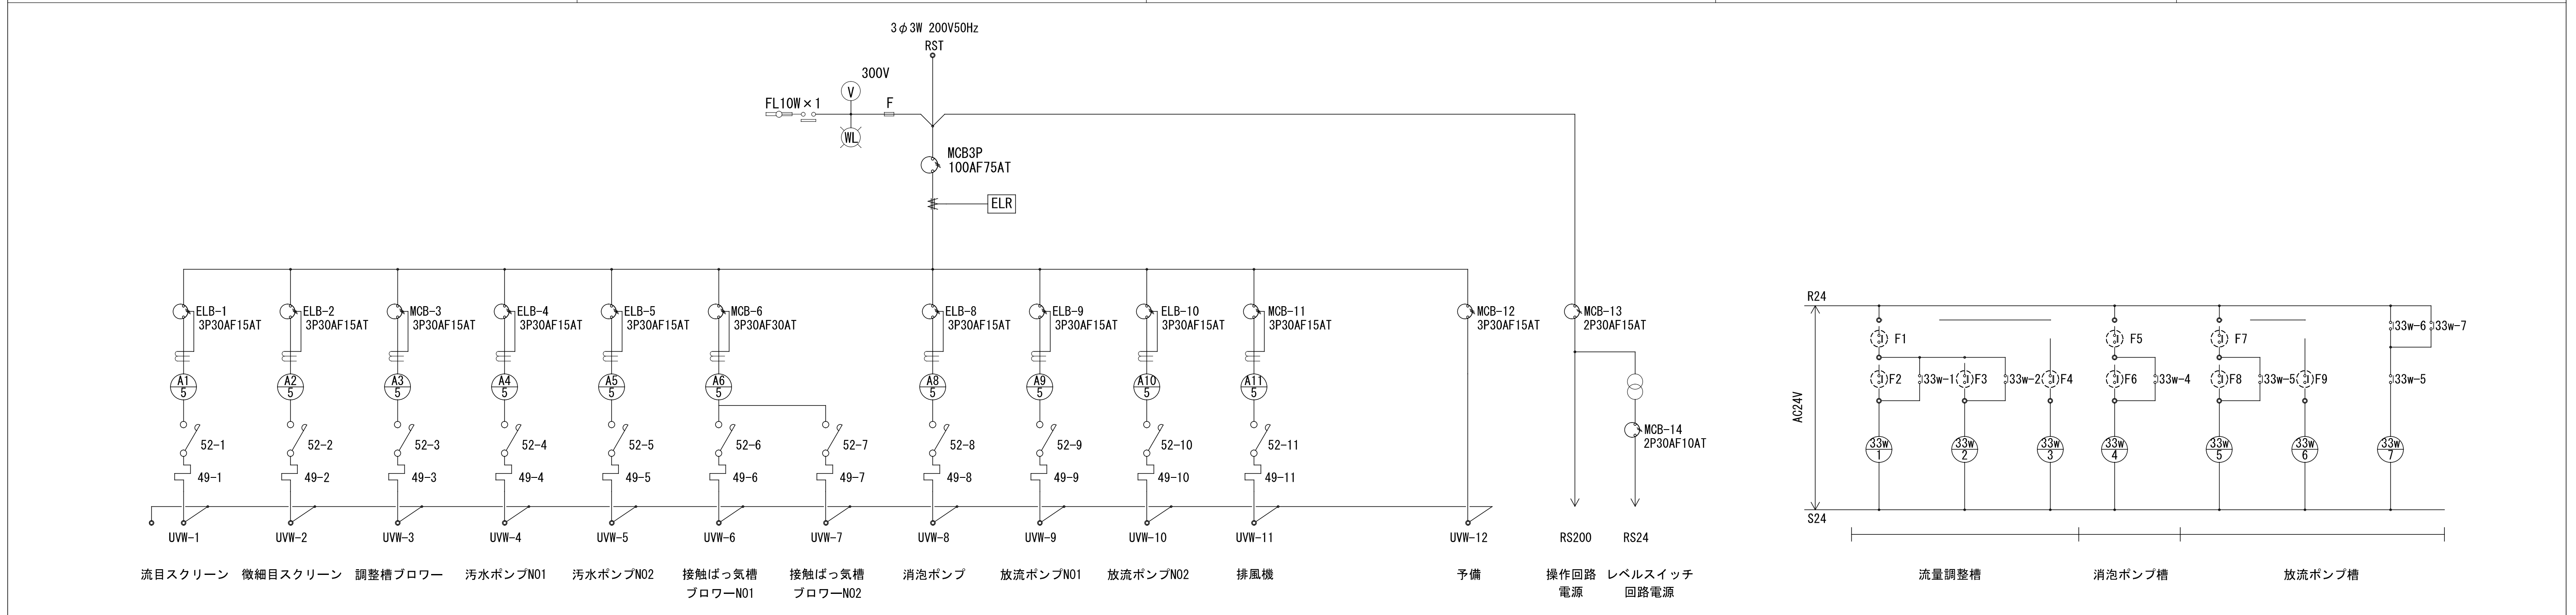 3φ3W 200V50Hz
RST
300V
V
FL10W×1
F
WL
MCB3P
100AF75AT
ELR
ELB-1
3P30AF15AT
ELB-2
3P30AF15AT
MCB-3
3P30AF15AT
ELB-4
3P30AF15AT
ELB-5
3P30AF15AT
MCB-6
3P30AF30AT
ELB-8
3P30AF15AT
ELB-9
3P30AF15AT
ELB-10
3P30AF15AT
MCB-11
3P30AF15AT
MCB-12
3P30AF15AT
MCB-13
2P30AF15AT
A1
5
A2
5
A3
5
A4
5
A5
5
A6
5
A8
5
A9
5
A10
5
A11
5
MCB-14
2P30AF10AT
52-1
52-2
52-3
52-4
52-5
52-6
52-7
52-8
52-9
52-10
52-11
49-1
49-2
49-3
49-4
49-5
49-6
49-7
49-8
49-9
49-10
49-11
UVW-1
UVW-2
UVW-3
UVW-4
UVW-5
UVW-6
UVW-7
UVW-8
UVW-9
UVW-10
UVW-11
UVW-12
RS200
RS24
流目スクリーン
微細目スクリーン
調整槽ブロワー
汚水ポンプNO1
汚水ポンプNO2
接触ばっ気槽
ブロワーNO1
接触ばっ気槽
ブロワーNO2
消泡ポンプ
放流ポンプNO1
放流ポンプNO2
排風機
予備
操作回路
電源
レベルスイッチ
回路電源
R24
AC24V
S24
F1
F5
F7
33w-6
33w-7
F2
33w-1
F3
33w-2
F4
F6
33w-4
F8
33w-5
F9
33w-5
33w
1
33w
2
33w
3
33w
4
33w
5
33w
6
33w
7
流量調整槽
消泡ポンプ槽
放流ポンプ槽